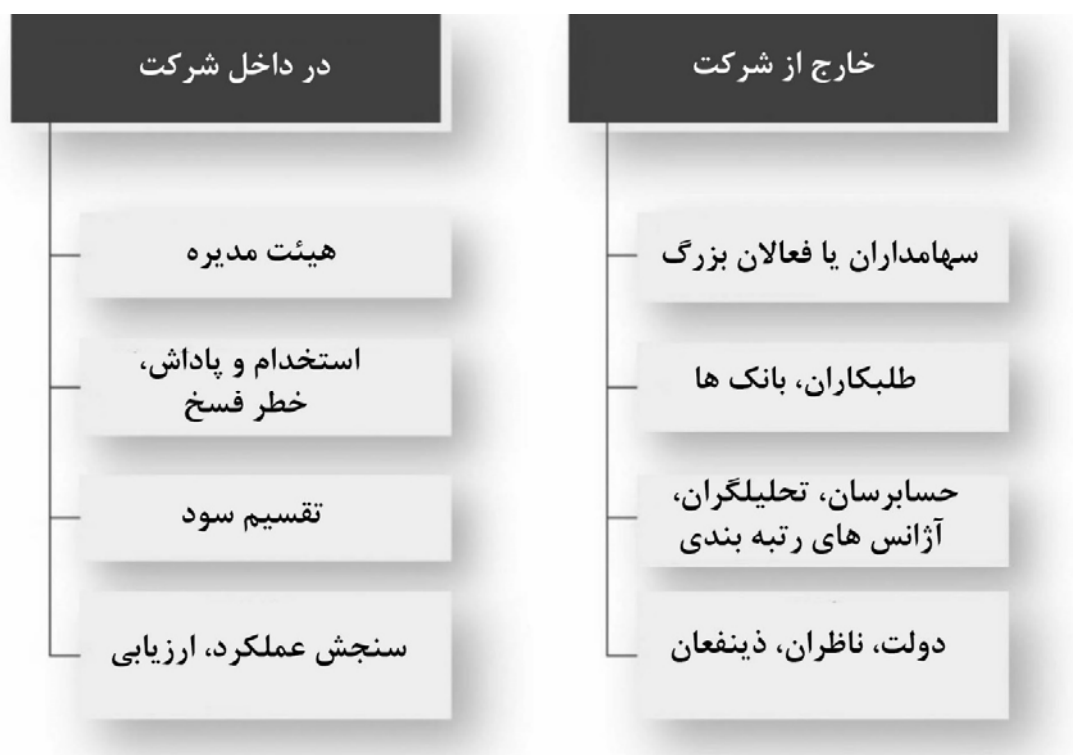 خارج از شرکت
سهامداران یا فعالان بزرگ
طلبکاران، بانک ها
حسابرسان، تحلیلگران،
آژانس های رتبه بندی
دولت، ناظران، ذینفعان
در داخل شرکت
هیئت مدیره
استخدام و پاداش،
خطر فسخ
تقسیم سود
سنجش عملکرد، ارزیابی